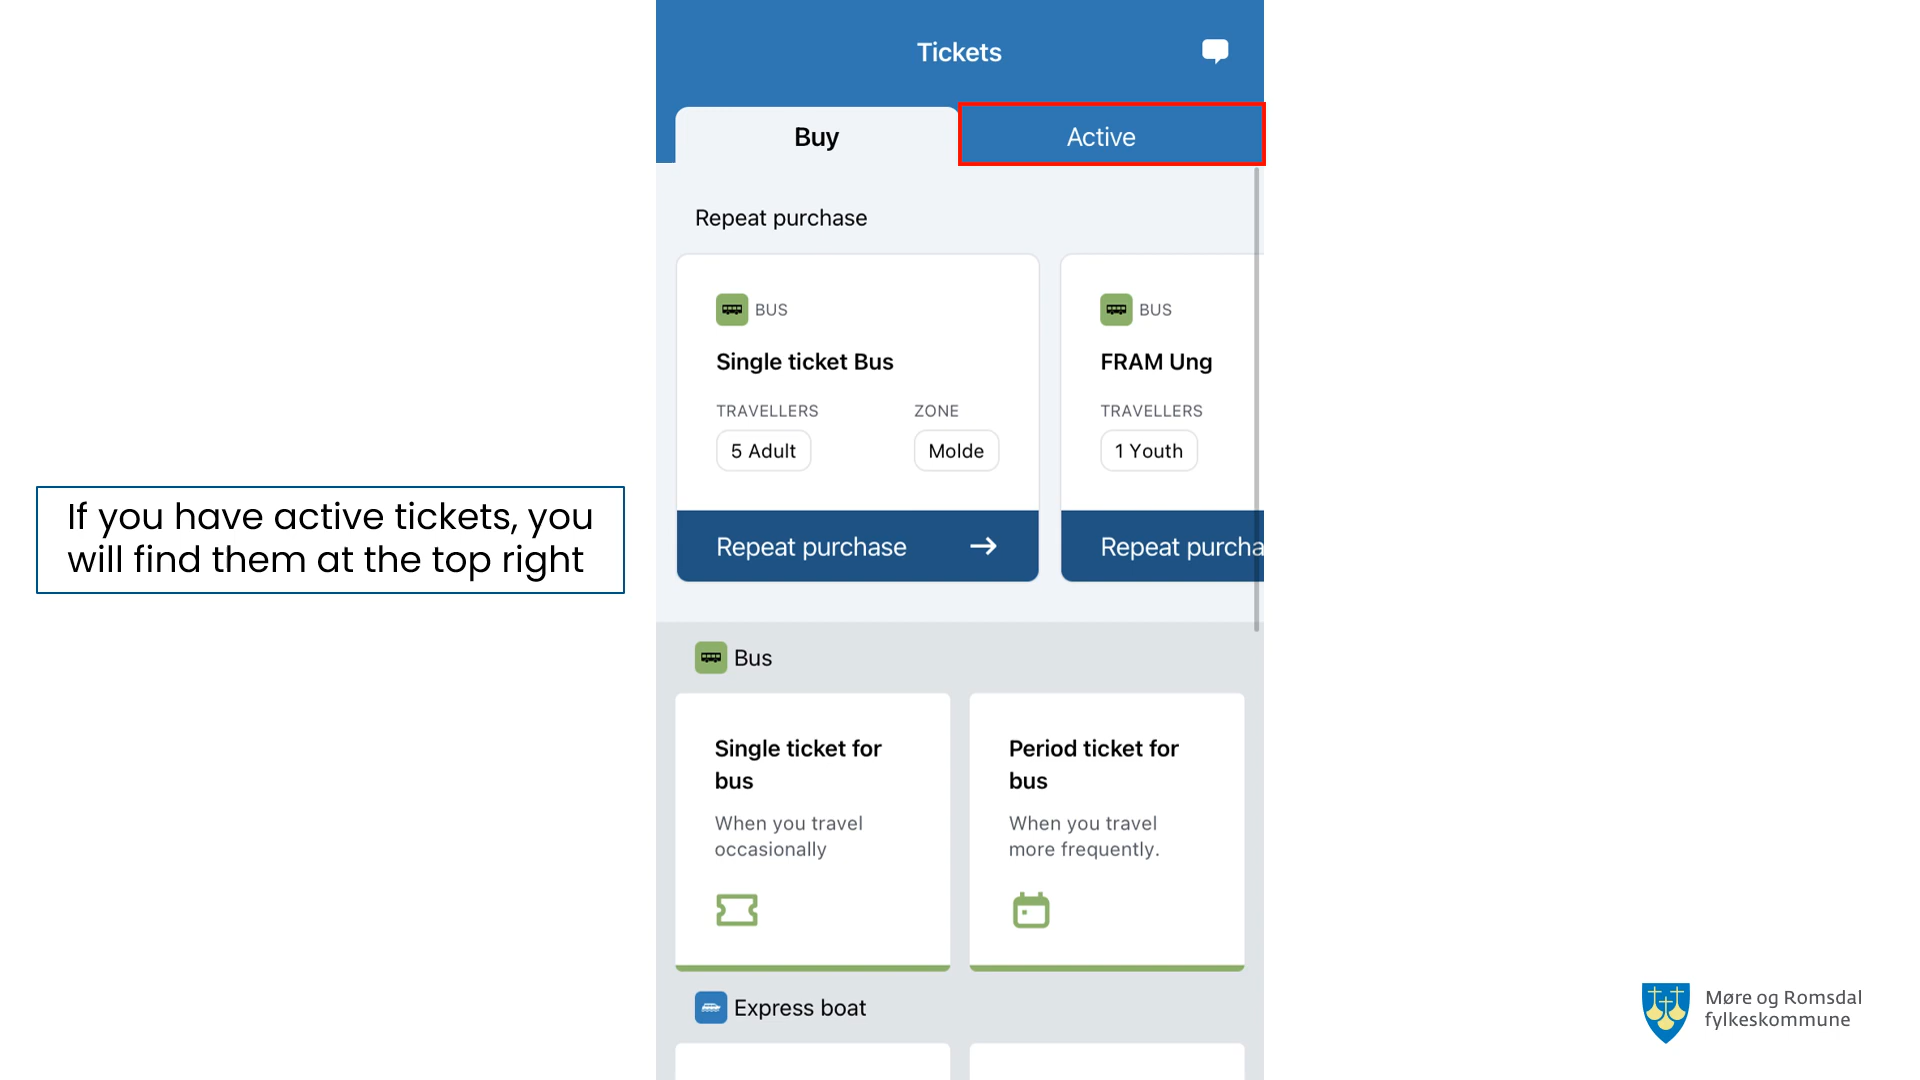 Tickets
Buy
Active
Repeat purchase
BUS
Single ticket Bus
TRAVELLERS
ZONE
5 Adult
Molde
Repeat purchase
BUS
FRAM Ung
TRAVELLERS
1 Youth
Repeat purcha
If you have active tickets, you
will find them at the top right
Bus
Single ticket for
bus
When you travel
occasionally
Period ticket for
bus
When you travel
more frequently.
Express boat
Møre og Romsdal
fylkeskommune